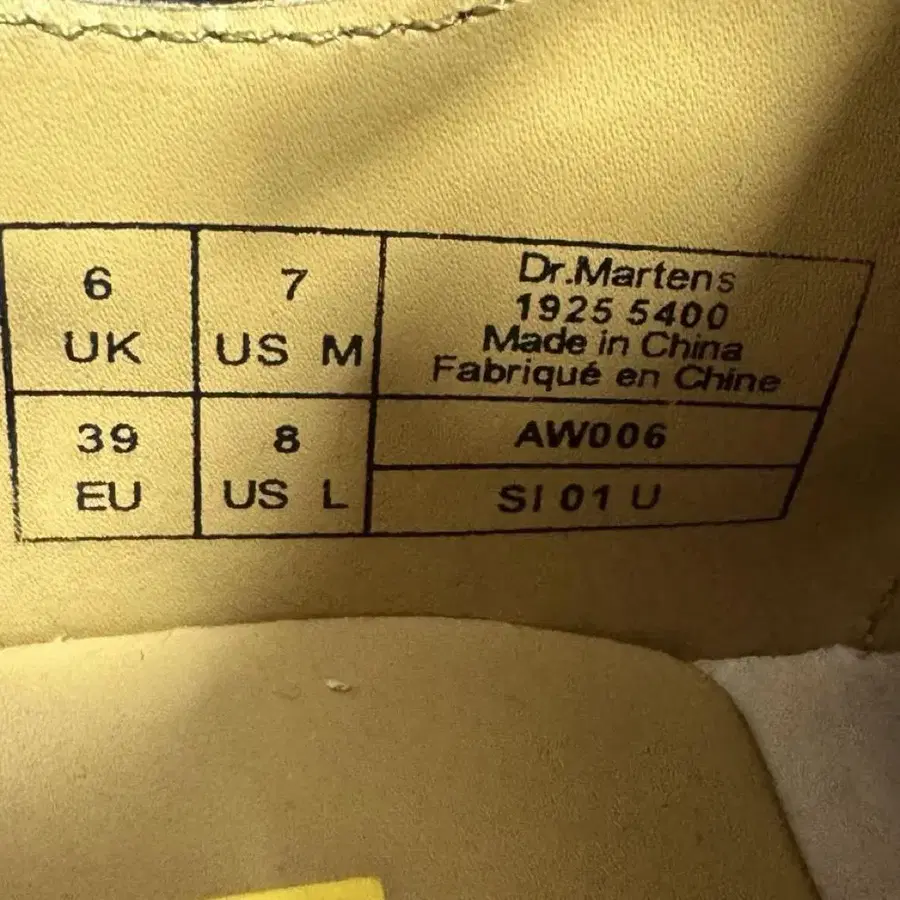 6
UK
7
US M
Dr.Martens
1925 5400
Made in China
Fabriqué en Chine
39
EU
8
US L
AW006
SI 01 U